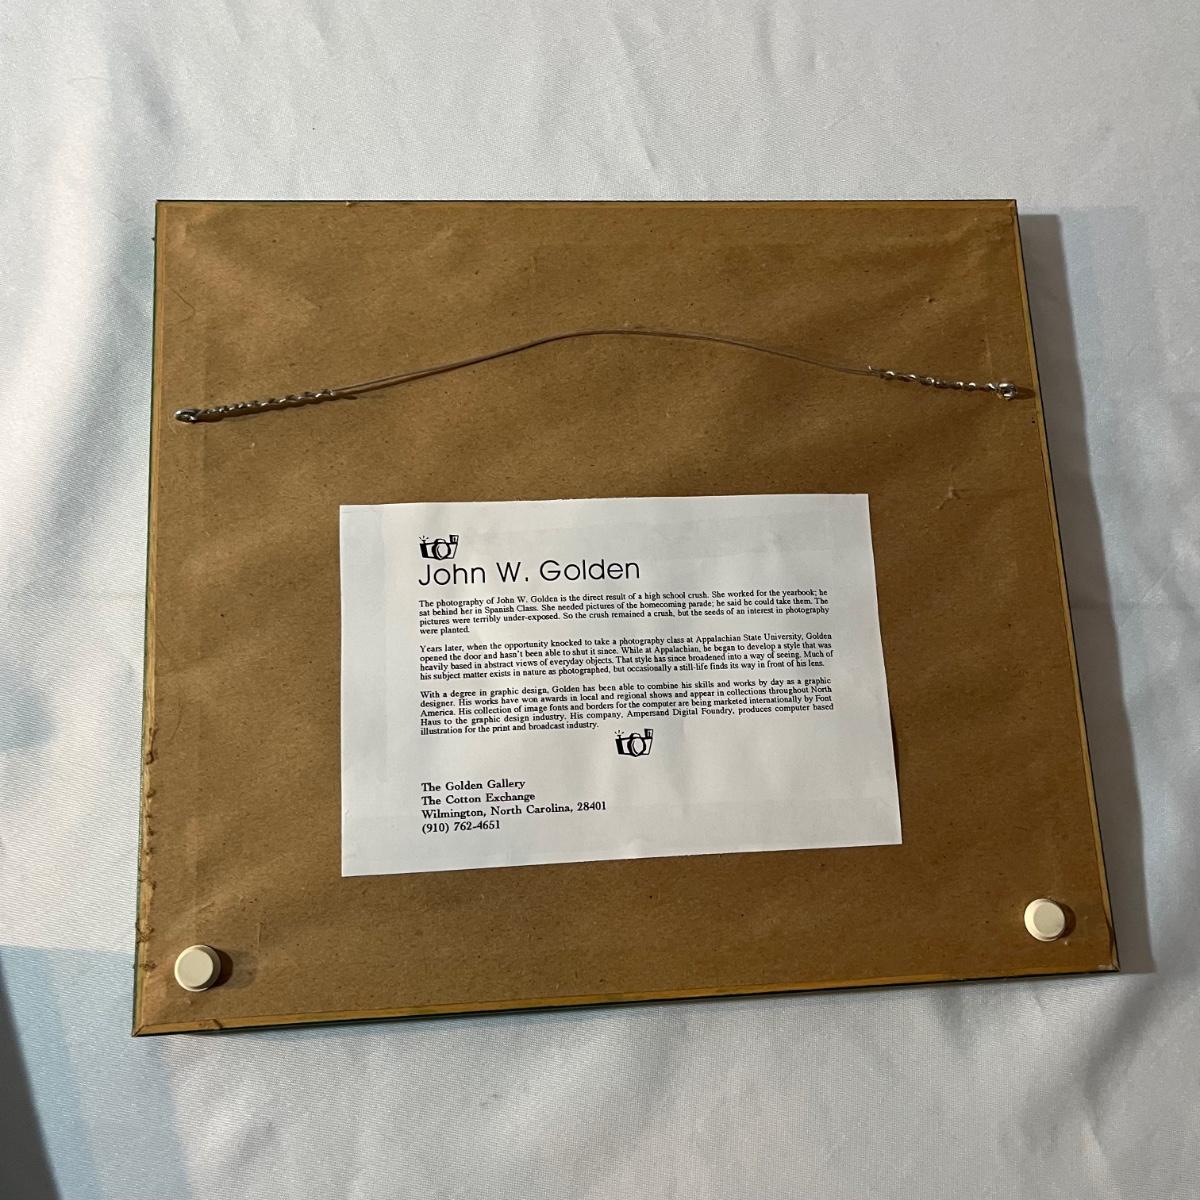 John W. Golden
The photography of John W. Golden is the direct result of a high school crush. She worked for the yearbook; he
sat behind her in Spanish Class. She needed pictures of the homecoming parade; he said he could take them. The
pictures were terribly under-exposed. So the crush remained a crush, but the seeds of an interest in photography
were planted.
Years later, when the opportunity knocked to take a photography class at Appalachian State University, Golden
opened the door and hasn't been able to shut it since. While at Appalachian, he began to develop a style that was
heavily based in abstract views of everyday objects. That style has since broadened into a way of seeing. Much of
his subject matter exists in nature as photographed, but occasionally a still-life finds its way in front of his lens.
With a degree in graphic design, Golden has been able to combine his skills and works by day as a graphic
designer. His works have won awards in local and regional shows and appear in collections throughout North
America. His collection of image fonts and borders for the computer are being marketed internationally by Font
Haus to the graphic design industry. His company, Ampersand Digital Foundry, produces computer based
illustration for the print and broadcast industry.
The Golden Gallery
The Cotton Exchange
Wilmington, North Carolina, 28401
(910) 762-4651